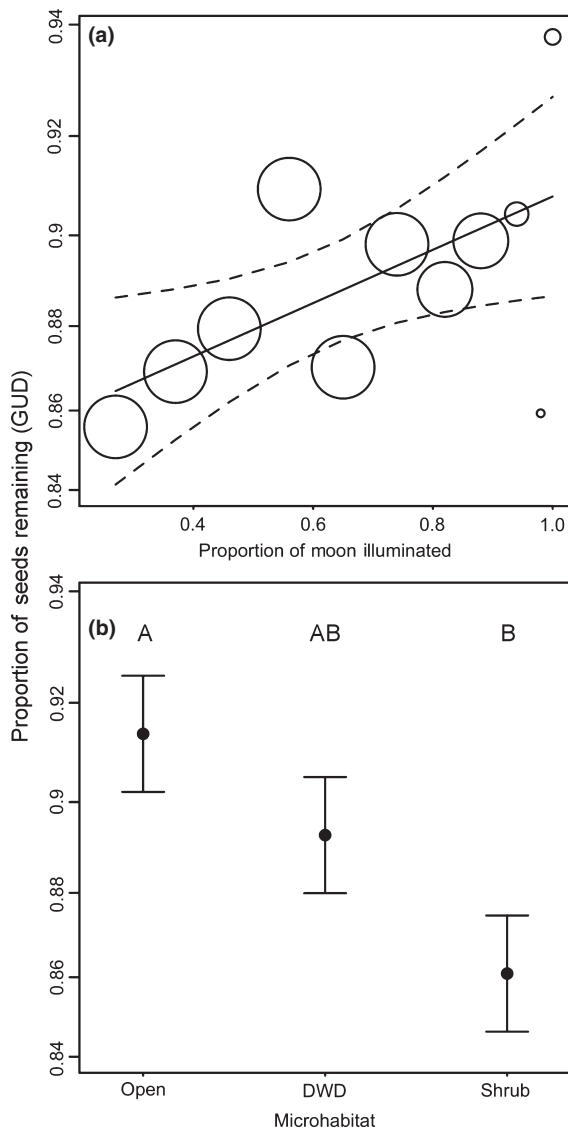 Proportion of seeds remaining (GUD)
(a)
0.94
0.92
0.9
0.88
0.86
0.84
0.4 0.6 0.8 1.0
Proportion of moon illuminated
(b)
A AB B
0.94
0.92
0.9
0.88
0.86
0.84
Open DWD Shrub
Microhabitat